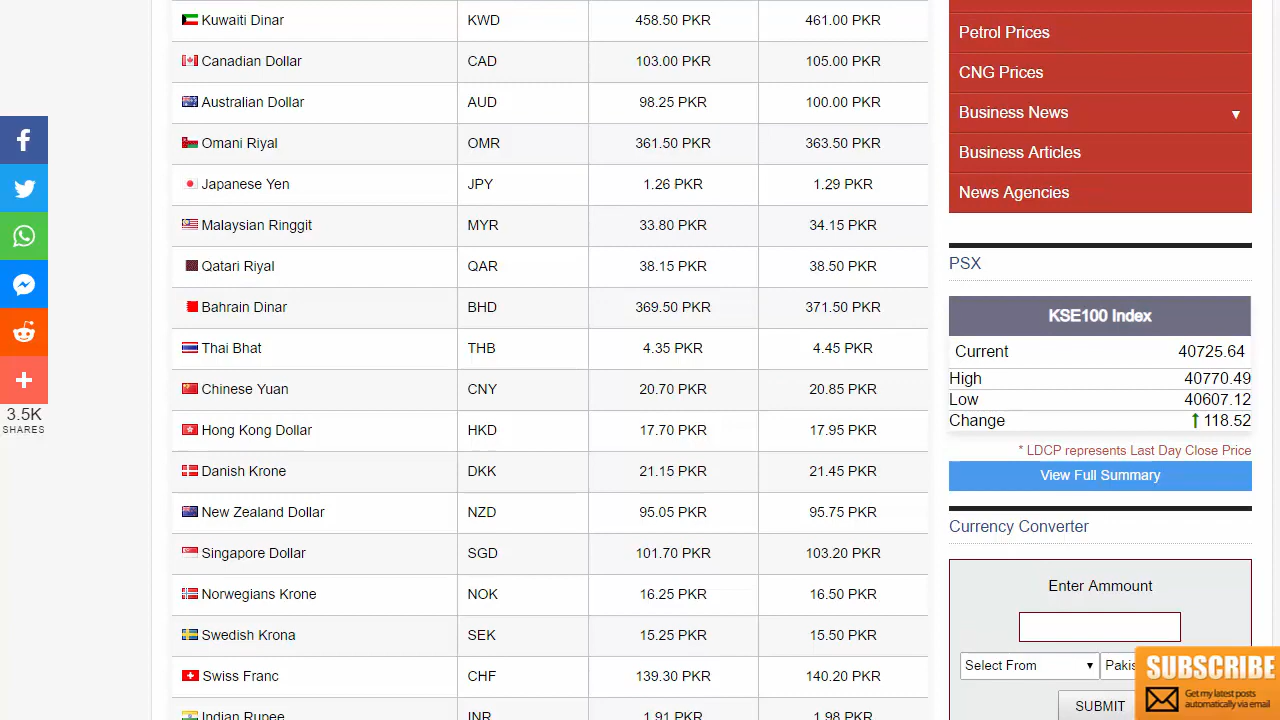 Kuwaiti Dinar KWD 458.50 PKR 461.00 PKR
Canadian Dollar CAD 103.00 PKR 105.00 PKR
Australian Dollar AUD 98.25 PKR 100.00 PKR
Omani Riyal OMR 361.50 PKR 363.50 PKR
Japanese Yen JPY 1.26 PKR 1.29 PKR
Malaysian Ringgit MYR 33.80 PKR 34.15 PKR
Qatari Riyal QAR 38.15 PKR 38.50 PKR
Bahrain Dinar BHD 369.50 PKR 371.50 PKR
Thai Bhat THB 4.35 PKR 4.45 PKR
Chinese Yuan CNY 20.70 PKR 20.85 PKR
Hong Kong Dollar HKD 17.70 PKR 17.95 PKR
Danish Krone DKK 21.15 PKR 21.45 PKR
New Zealand Dollar NZD 95.05 PKR 95.75 PKR
Singapore Dollar SGD 101.70 PKR 103.20 PKR
Norwegians Krone NOK 16.25 PKR 16.50 PKR
Swedish Krona SEK 15.25 PKR 15.50 PKR
Swiss Franc CHF 139.30 PKR 140.20 PKR
Indian Rupee INR 1.91 PKR 1.98 PKR
3.5K
SHARES
Petrol Prices
CNG Prices
Business News
Business Articles
News Agencies
PSX
KSE100 Index
Current 40725.64
High 40770.49
Low 40607.12
Change 118.52
* LDCP represents Last Day Close Price
View Full Summary
Currency Converter
Enter Ammount
Select From Pakis
SUBMIT
SUBSCRIBE
Get my latest posts
automatically via email